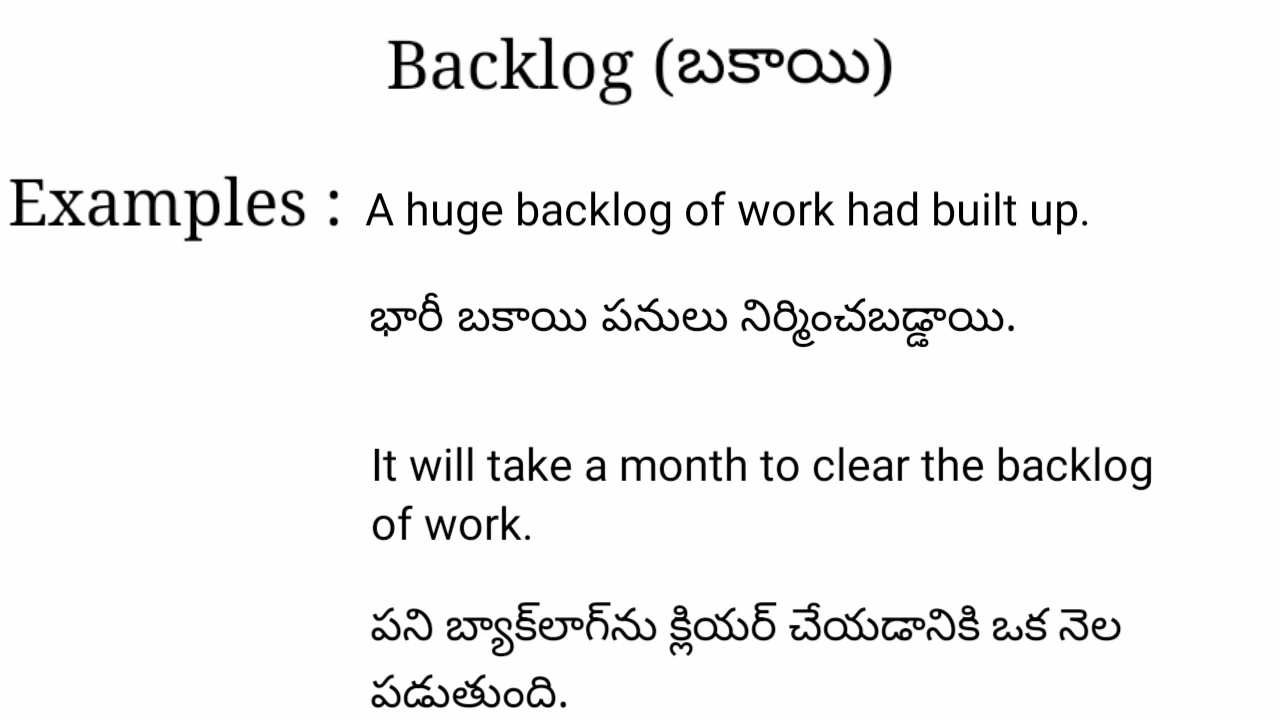 Backlog (బకాయి)
Examples : A huge backlog of work had built up.
భారీ బకాయి పనులు నిర్మించబడ్డాయి.
It will take a month to clear the backlog
of work.
పని బ్యాక్‌లాగ్‌ను క్లియర్ చేయడానికి ఒక నెల
పడుతుంది.